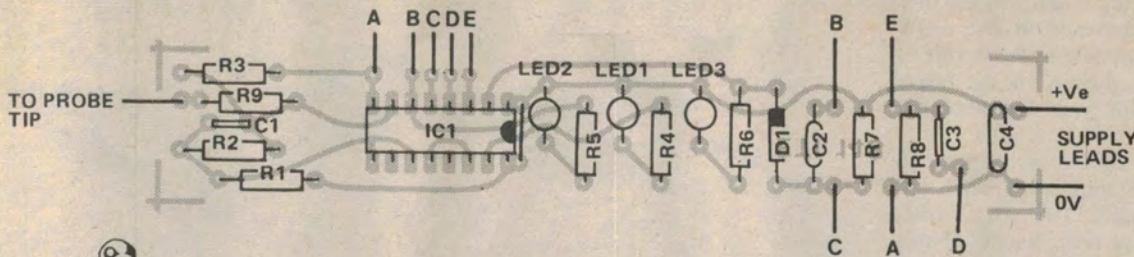 A B C D E B E
R3 LED2 LED1 LED3 +Ve
TO PROBE
TIP
R9 C1 IC1 R5 R4 R6 D1 C2 R7 R8 C3 C4
SUPPLY
LEADS
R2
R1
0V
C A D